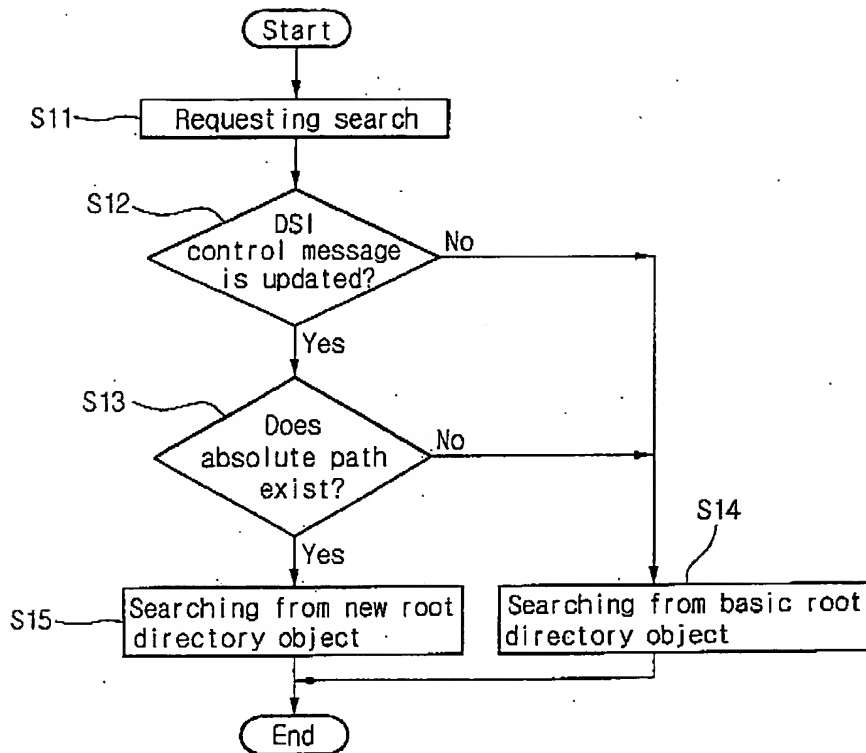 Start
S11
Requesting search
S12
DSI
control message
is updated?
No
Yes
S13
Does
absolute path
exist?
No
Yes
S14
S15
Searching from new root
directory object
Searching from basic root
directory object
End